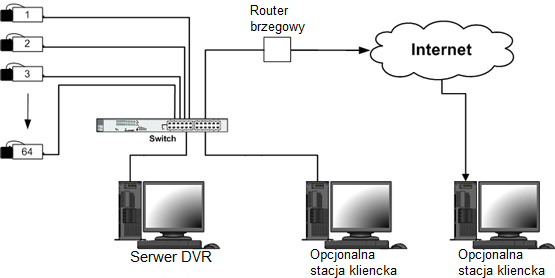 1
2
3
64
Router
brzegowy
Internet
Switch
Serwer DVR
Opcjonalna
stacja kliencka
Opcjonalna
stacja kliencka